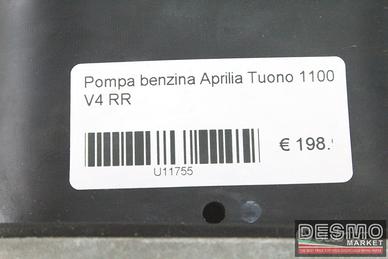 Pompa benzina Aprilia Tuono 1100
V4 RR
€ 198.
U11755
DESMO
MARKET